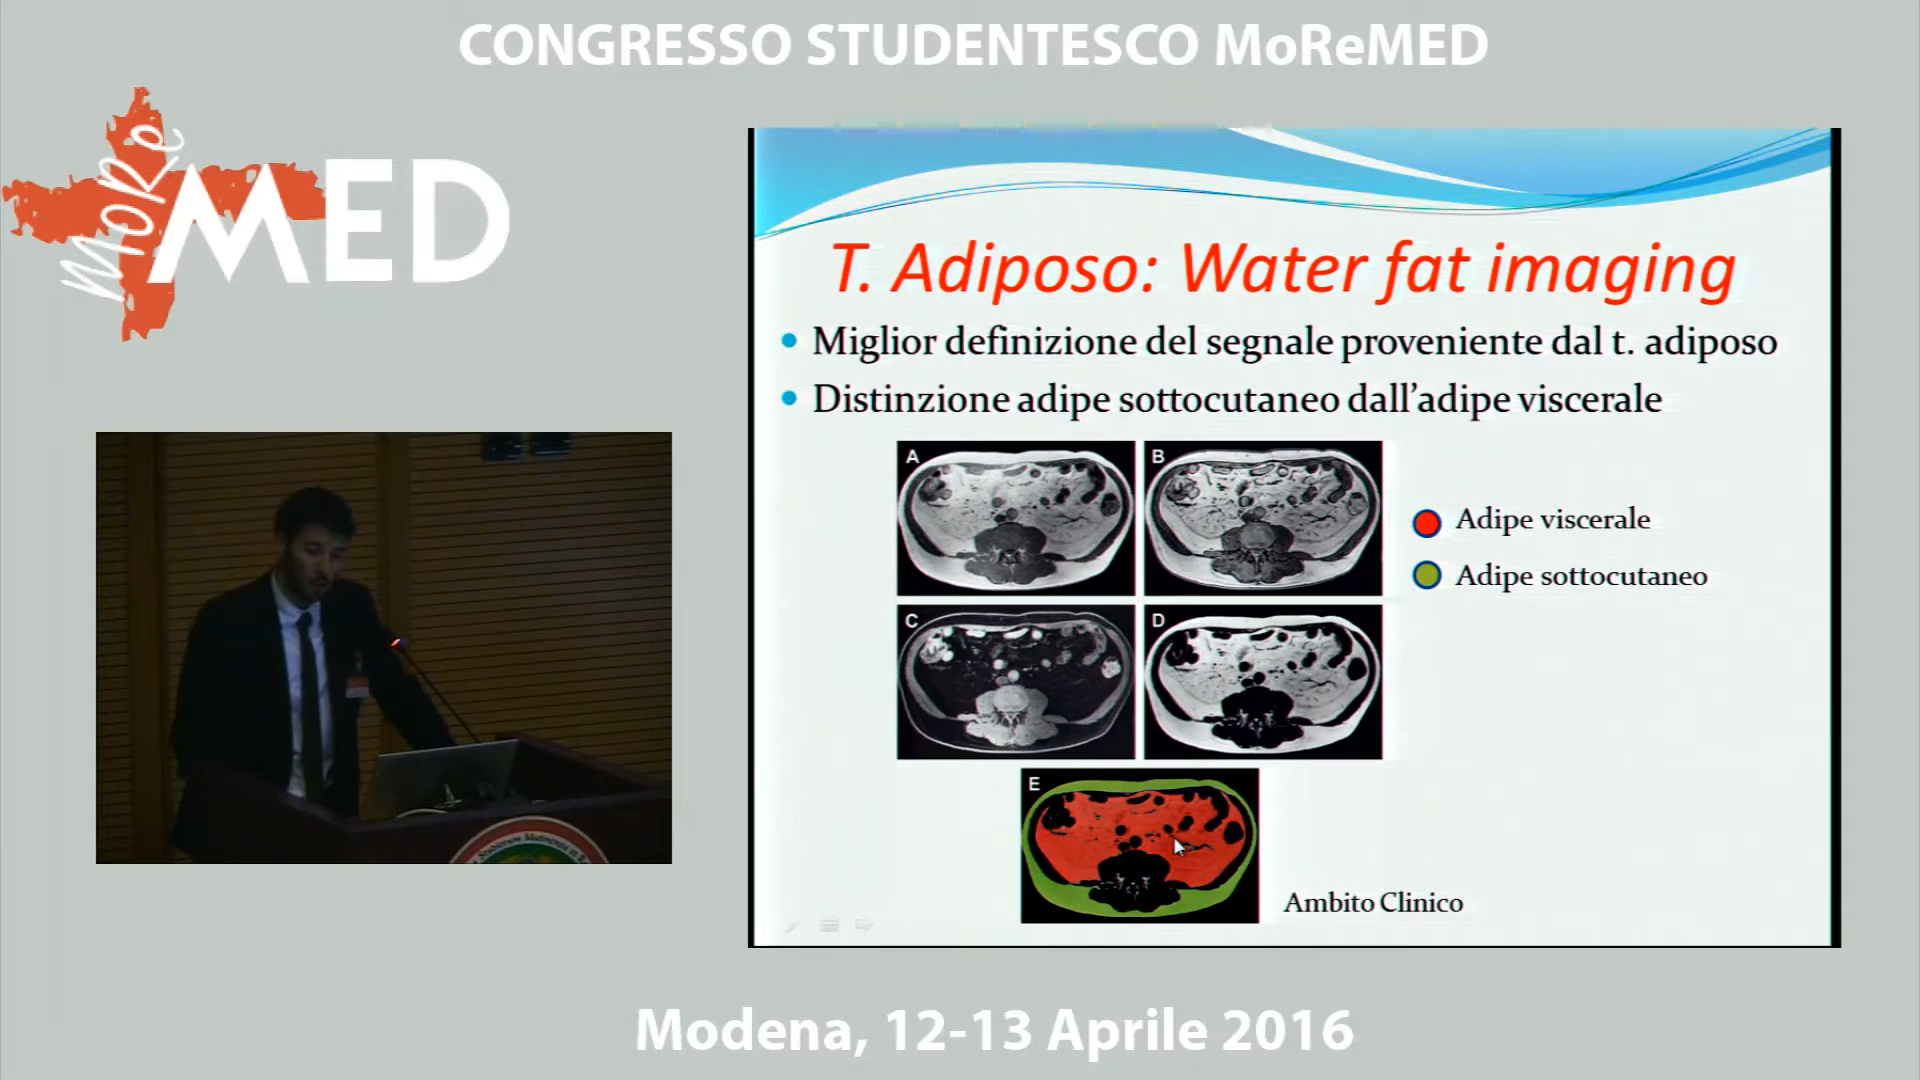 CONGRESSO STUDENTESCO MoReMED
MoRe
MED
T. Adiposo: Water fat imaging
Miglior definizione del segnale proveniente dal t. adiposo
Distinzione adipe sottocutaneo dall'adipe viscerale
A
B
Adipe viscerale
Adipe sottocutaneo
C
D
E
Ambito Clinico
Modena, 12-13 Aprile 2016